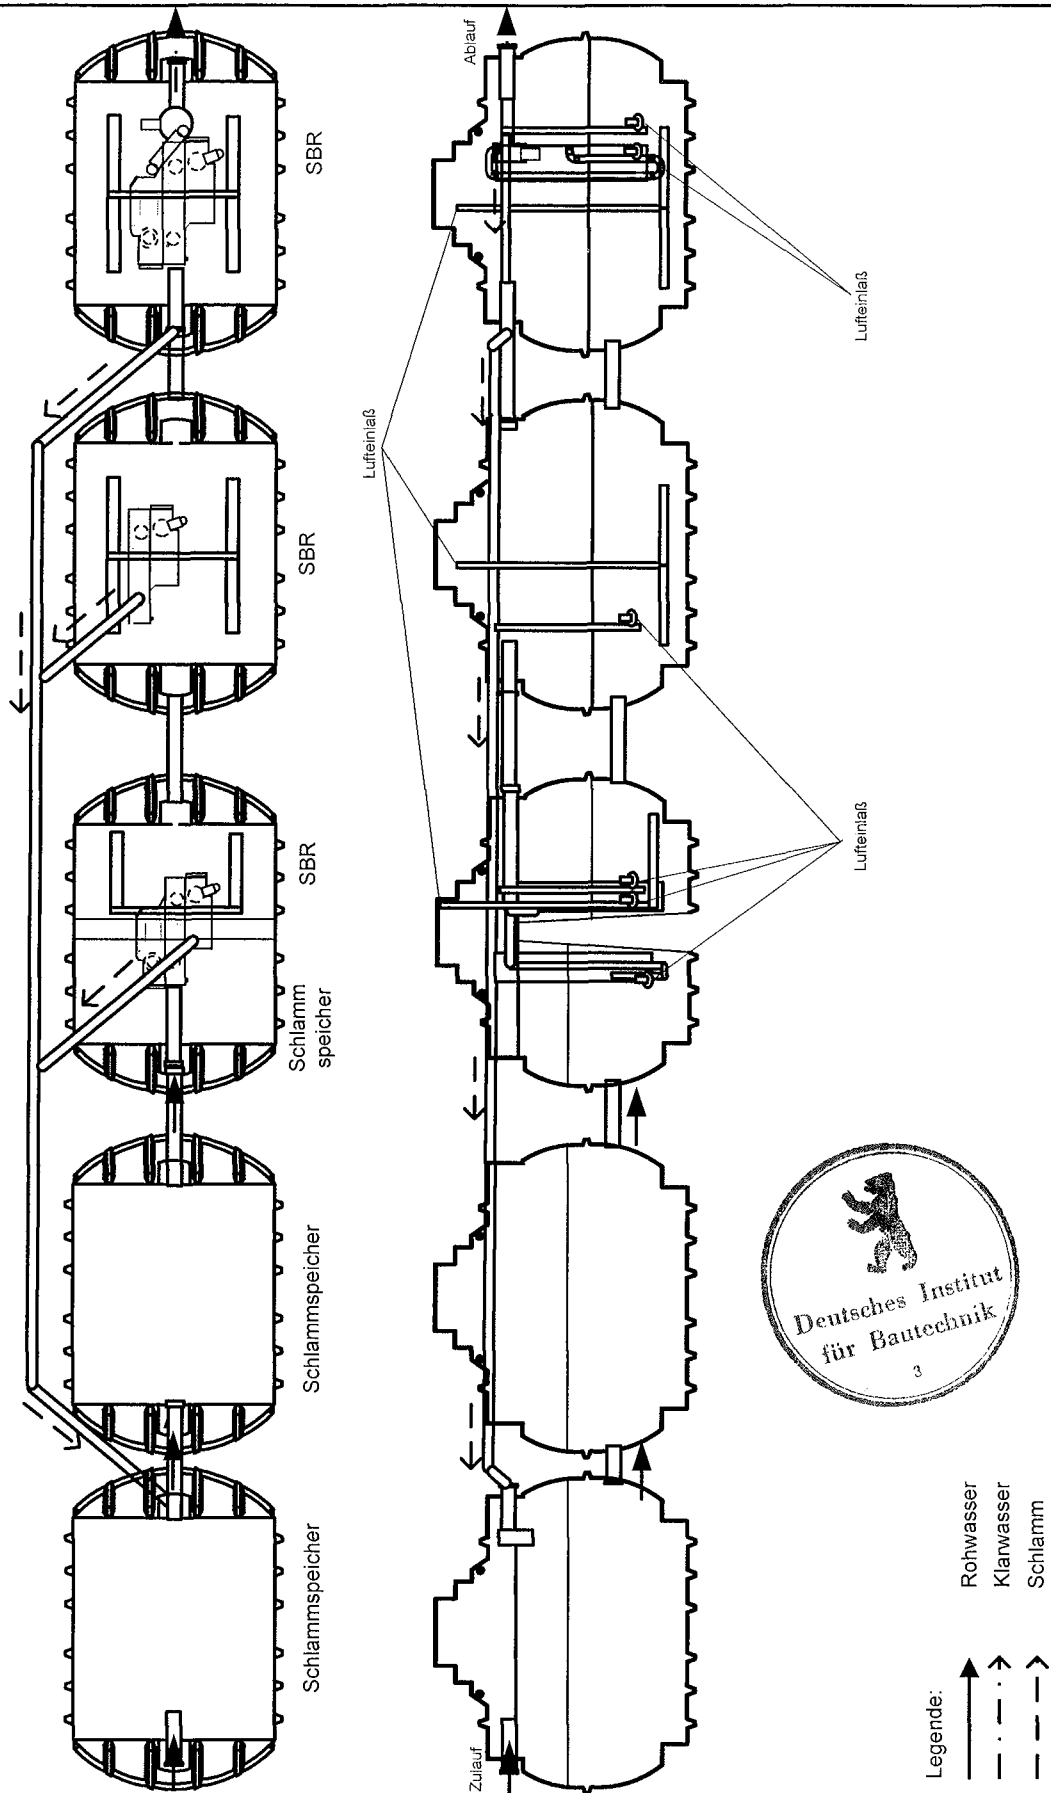 SBR
SBR
SBR
Schlamm
speicher
Schlammspeicher
Schlammspeicher
Ablauf
Lufteinlaß
Lufteinlaß
Lufteinlaß
Zulauf
Deutsches Institut
für Bautechnik
3
Legende:
Rohwasser
Klarwasser
Schlamm